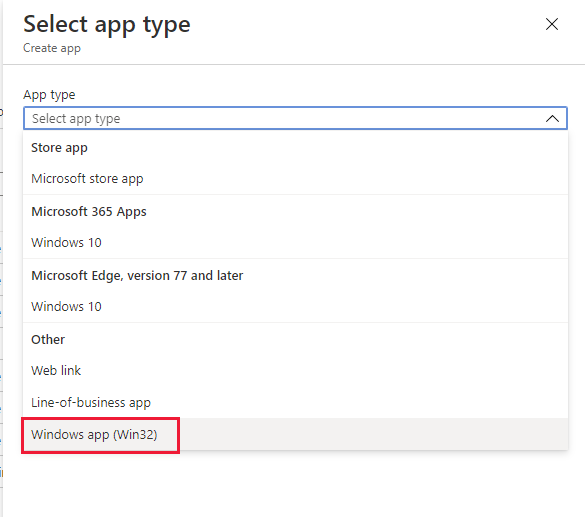 Select app type
Create app
App type
Select app type
Store app
Microsoft store app
Microsoft 365 Apps
Windows 10
Microsoft Edge, version 77 and later
Windows 10
Other
Web link
Line-of-business app
Windows app (Win32)